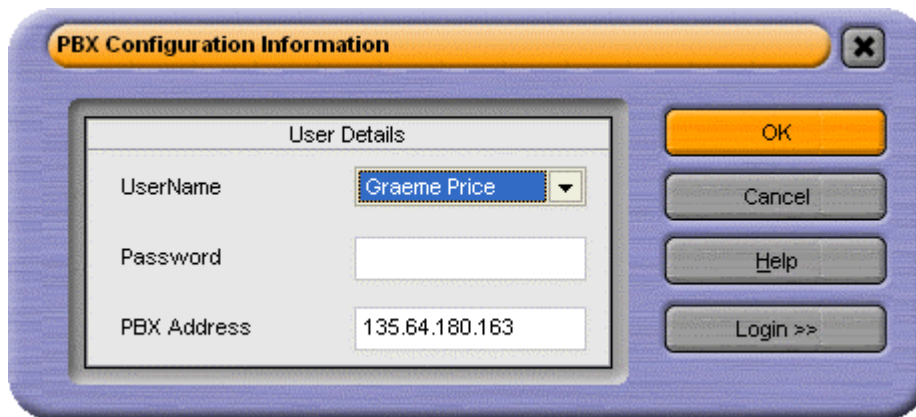 PBX Configuration Information
User Details
UserName
Graeme Price
Password
PBX Address
135.64.180.163
OK
Cancel
Help
Login >>